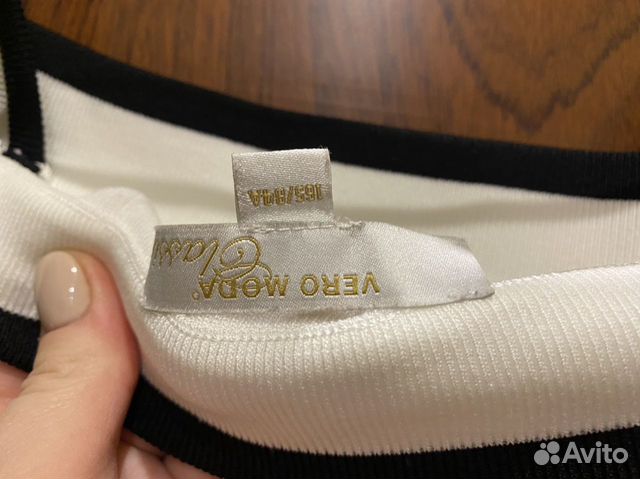 VERO MODA®
Classic
165/84A
Avito